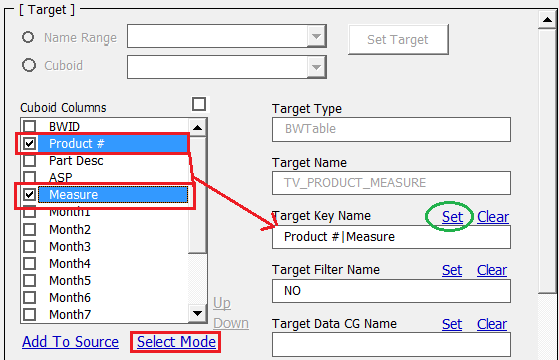 [ Target ]
Name Range
Set Target
Cuboid
Cuboid Columns
BWID
Product #
Part Desc
ASP
Measure
Month1
Month2
Month3
Month4
Month5
Month6
Month7
Up
Down
Add To Source
Select Mode
Target Type
BWTable
Target Name
TV_PRODUCT_MEASURE
Target Key Name Set Clear
Product #|Measure
Target Filter Name Set Clear
NO
Target Data CG Name Set Clear